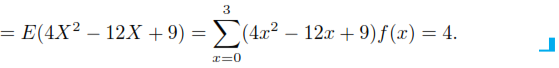 = E(4X² − 12X + 9) = ∑_{x=0}^{3} (4x² − 12x + 9)f(x) = 4.